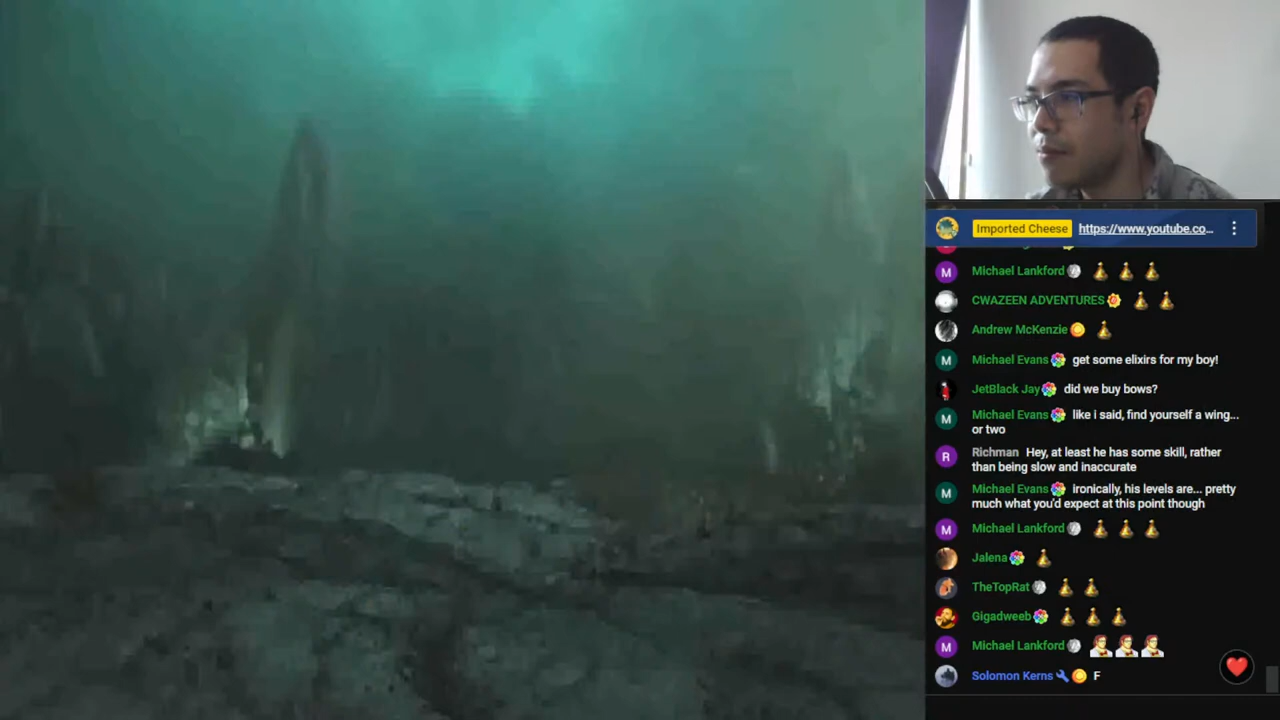 Imported Cheese https://www.youtube.co...
Michael Lankford
CWAZEEN ADVENTURES
Andrew McKenzie
M Michael Evans get some elixirs for my boy!
JetBlack Jay did we buy bows?
M Michael Evans like i said, find yourself a wing...
or two
R Richman Hey, at least he has some skill, rather
than being slow and inaccurate
M Michael Evans ironically, his levels are... pretty
much what you'd expect at this point though
M Michael Lankford
Jalena
TheTopRat
Gigadweeb
M Michael Lankford
Solomon Kerns F